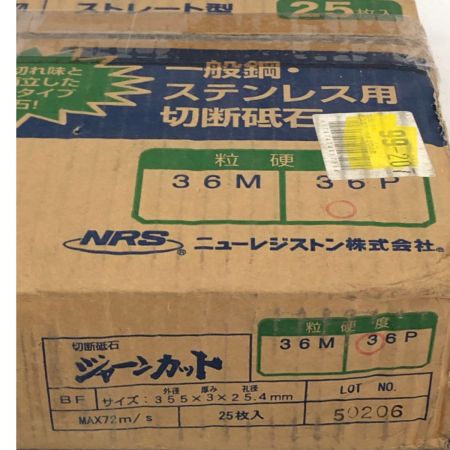 ストレート型
25枚入
切れ味と
両立した
タイプ
石!
一般鋼・
ステンレス用
切断砥石
99-207
粒 硬
36M 36P
NRS® ニューレジストン株式会社
切断砥石
ジャーンカット
粒 硬 度
36M 36P
BF
外径 厚み 孔径
サイズ:355×3×25.4mm
LOT NO.
MAX72m/s
25枚入
50206